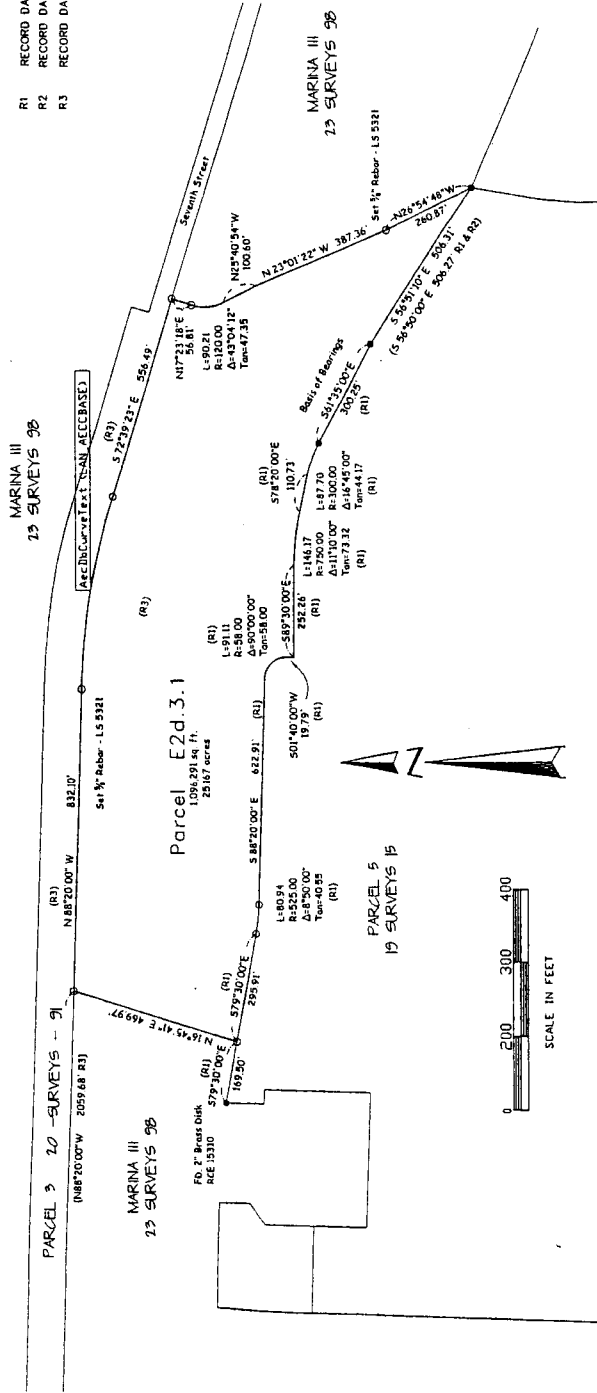 R1 RECORD DA
R2 RECORD DA
R3 RECORD DA
MARINA III
23 SURVEYS 98
Seventh Street
MARINA III
23 SURVEYS 98
AecDbCurveText (LAN_AECCBASE)
(R3)
S 72°39'23" E 556.49'
N17°23'18"E
56.81'
L=90.21
R=120.00
Δ=43°04'12"
Tan=47.35
N25°40'54"W
100.60'
N 23°01'22" W 387.36'
Set ⅝" Rebar - LS 5321
N26°54'48"W
260.87'
S 56°51'10" E 506.31'
(S 56°50'00" E 506.27' R1 & R2)
Basis of Bearings
S61°35'00"E
300.25'
(R1)
(R1)
S78°20'00"E
110.73'
L=87.70
R=300.00
Δ=16°45'00"
Tan=44.17
(R1)
L=146.17
R=750.00
Δ=11°10'00"
Tan=73.32
(R1)
S89°30'00"E
252.26'
(R1)
(R1)
L=91.11
R=58.00
Δ=90°00'00"
Tan=58.00
S01°40'00"W
19.79'
(R1)
(R3)
Parcel E2d.3.1
1,096,291 sq. ft.
25.167 acres
PARCEL 3 20 - SURVEYS - 91
(N88°20'00"W 2059.68' R3)
(R3)
N 88°20'00" W 832.10'
Set ⅝" Rebar - LS 5321
MARINA III
23 SURVEYS 98
N 16°45'41" E 469.97'
S 88°20'00" E 622.91' (R1)
L=80.94
R=525.00
Δ=8°50'00"
Tan=40.55
(R1)
(R1)
S79°30'00"E
295.91'
(R1)
S79°30'00"E
169.50'
Fd. 2" Brass Disk
RCE 15310
PARCEL 5
19 SURVEYS 15
N
0 200 300 400
SCALE IN FEET